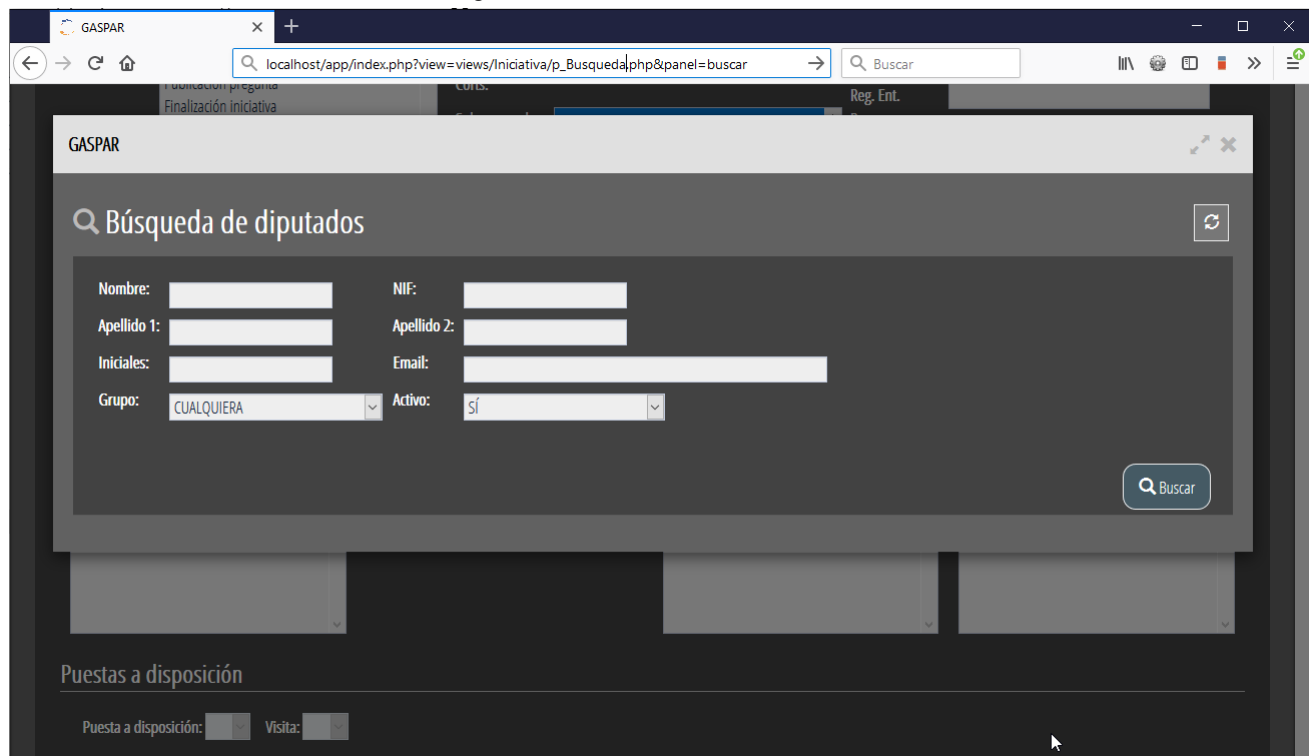 GASPAR
localhost/app/index.php?view=views/Iniciativa/p_Busqueda.php&panel=buscar
Buscar
Publicación pregunta
Finalización iniciativa
Reg. Ent.
GASPAR
Búsqueda de diputados
Nombre:
NIF:
Apellido 1:
Apellido 2:
Iniciales:
Email:
Grupo:
CUALQUIERA
Activo:
SÍ
Buscar
Puestas a disposición
Puesta a disposición:
Visita: